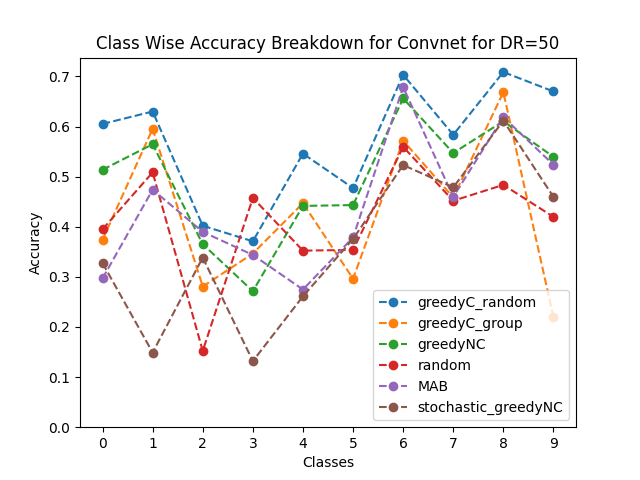 Class Wise Accuracy Breakdown for Convnet for DR=50
0.7
0.6
0.5
0.4
0.3
0.2
0.1
0.0
Accuracy
greedyC_random
greedyC_group
greedyNC
random
MAB
stochastic_greedyNC
0 1 2 3 4 5 6 7 8 9
Classes